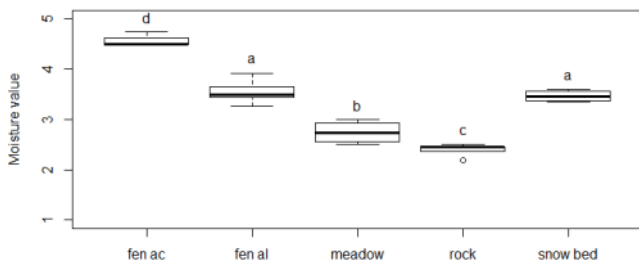 Moisture value
5
4
3
2
1
d
a
b
c
a
fen ac
fen al
meadow
rock
snow bed